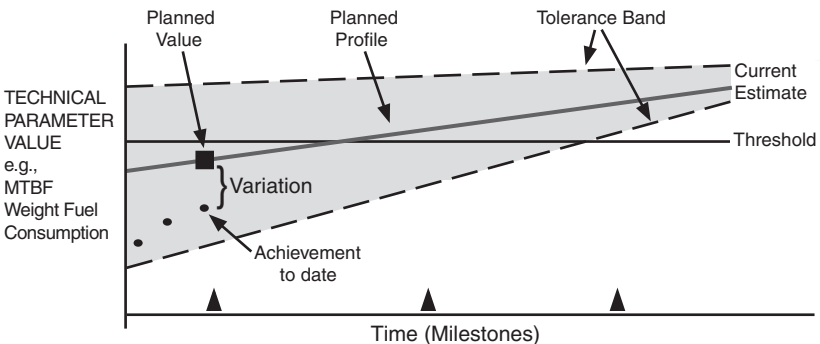 Planned
Value
Planned
Profile
Tolerance Band
Current
Estimate
TECHNICAL
PARAMETER
VALUE
e.g.,
MTBF
Weight Fuel
Consumption
Threshold
Variation
Achievement
to date
Time (Milestones)